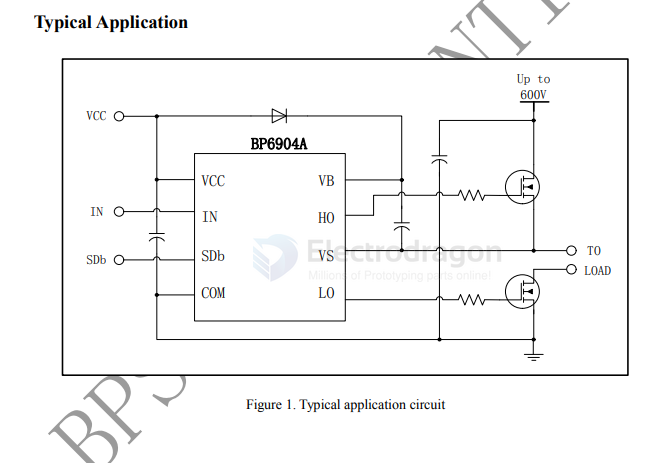 Typical Application
Up to
600V
VCC
BP6904A
VCC VB
IN IN HO
SDb SDb VS TO
LOAD
COM LO
Electrodragon
Millions of Prototyping parts online!
Figure 1. Typical application circuit